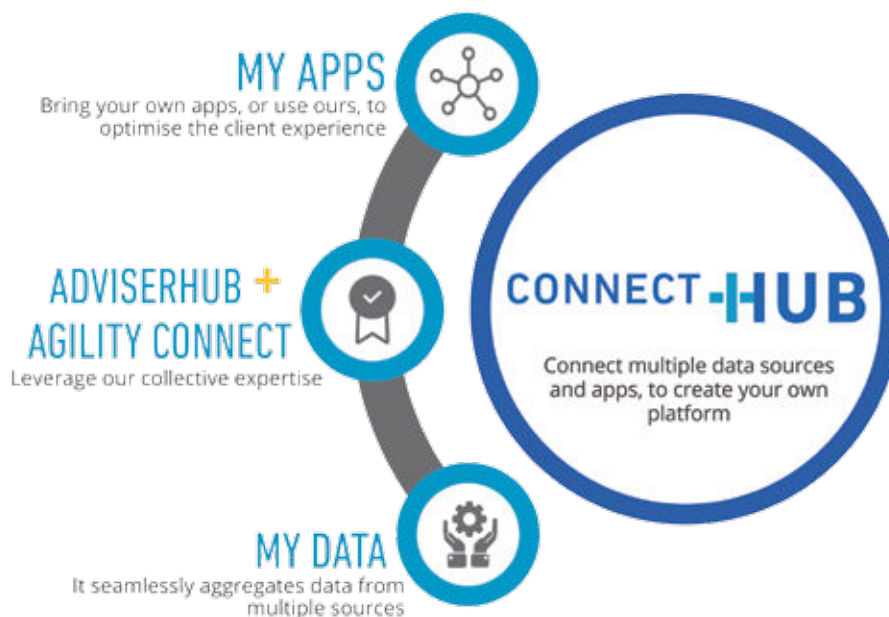 MY APPS
Bring your own apps, or use ours, to
optimise the client experience
ADVISERHUB +
AGILITY CONNECT
Leverage our collective expertise
MY DATA
It seamlessly aggregates data from
multiple sources
CONNECT HUB
Connect multiple data sources
and apps, to create your own
platform